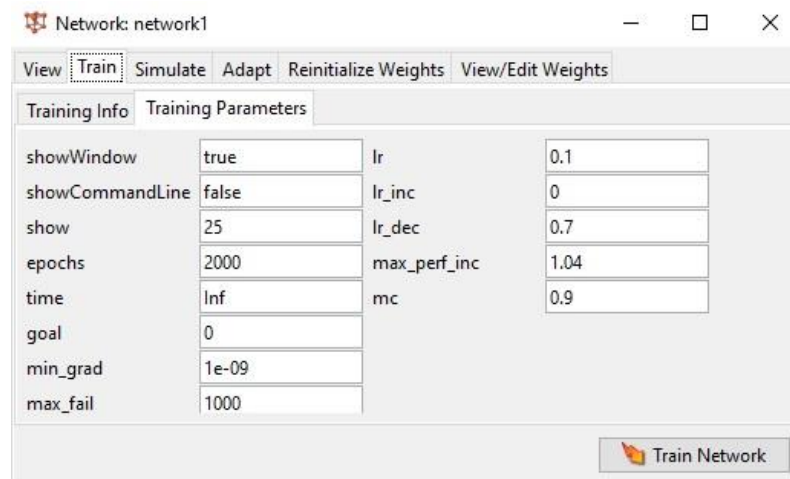 Network: network1
View Train Simulate Adapt Reinitialize Weights View/Edit Weights
Training Info Training Parameters
showWindow true lr 0.1
showCommandLine false lr_inc 0
show 25 lr_dec 0.7
epochs 2000 max_perf_inc 1.04
time Inf mc 0.9
goal 0
min_grad 1e-09
max_fail 1000
Train Network